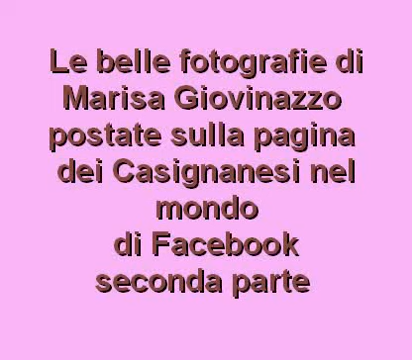 Le belle fotografie di
Marisa Giovinazzo
postate sulla pagina
dei Casignanesi nel
mondo
di Facebook
seconda parte